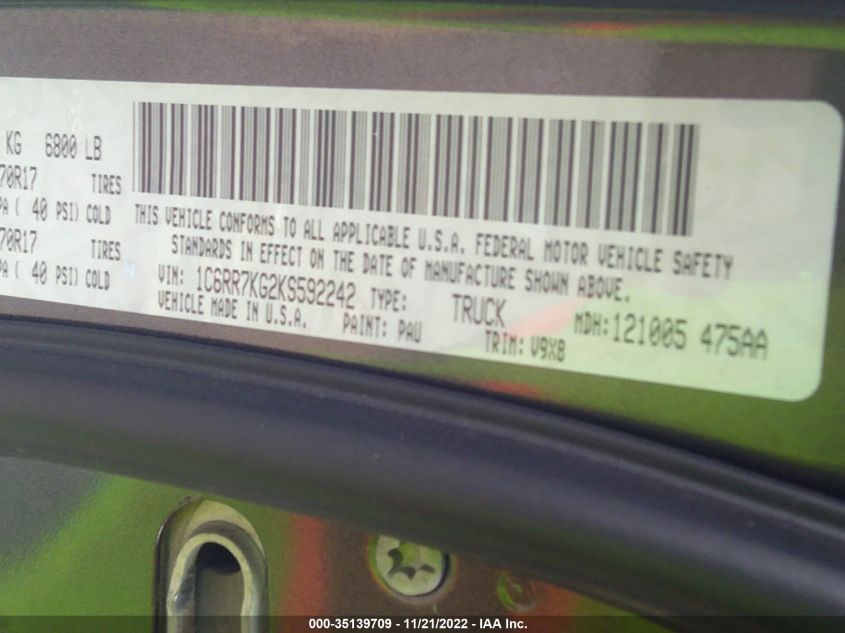 KG 6800 LB
70R17 TIRES
PA ( 40 PSI) COLD
70R17 TIRES
PA ( 40 PSI) COLD
THIS VEHICLE CONFORMS TO ALL APPLICABLE U.S.A. FEDERAL MOTOR VEHICLE SAFETY
STANDARDS IN EFFECT ON THE DATE OF MANUFACTURE SHOWN ABOVE.
VIN: 1C6RR7KG2KS592242 TYPE: TRUCK MDH:121005 475AA
VEHICLE MADE IN U.S.A. PAINT: PAU TRIM: V9X8
000-35139709 - 11/21/2022 - IAA Inc.